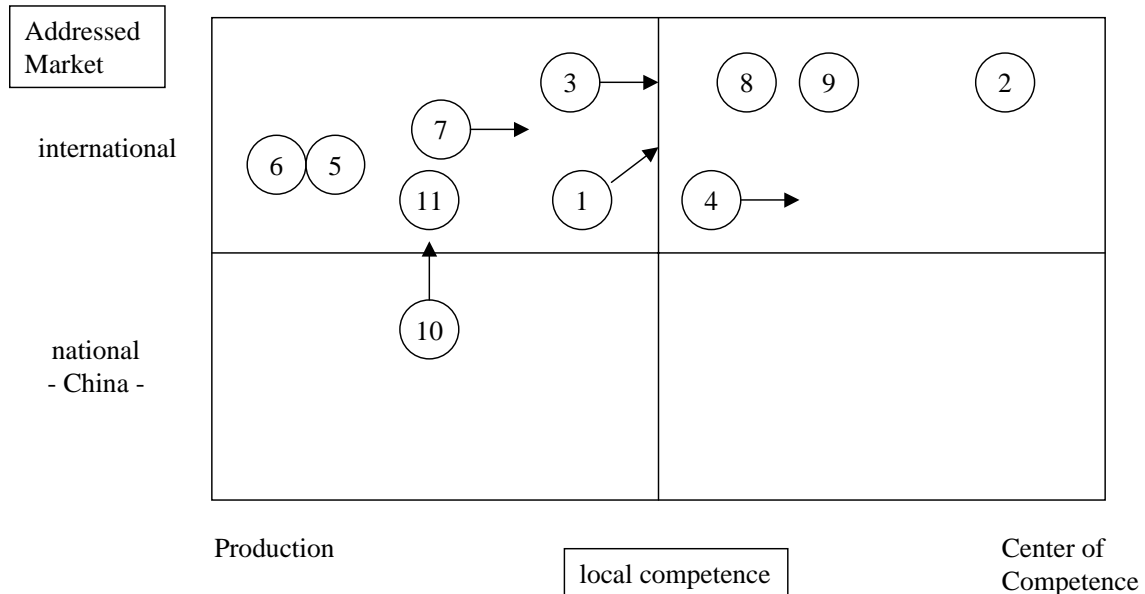 Addressed
Market
3
8
9
2
7
international
6
5
11
1
4
10
national
- China -
Production
local competence
Center of
Competence